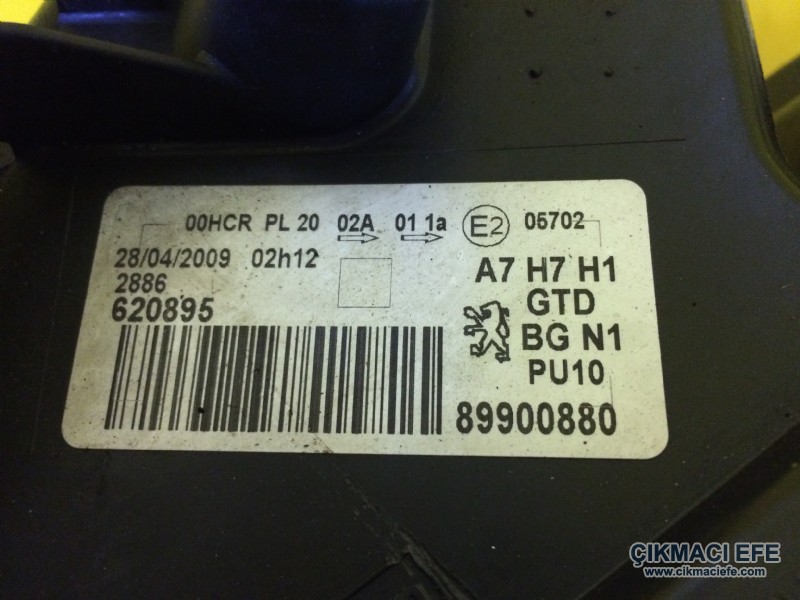 00HCR PL 20 02A 01 1a E2 05702
28/04/2009 02h12
2886
620895
A7 H7 H1
GTD
BG N1
PU10
89900880
ÇIKMACI EFE
www.cikmaciefe.com